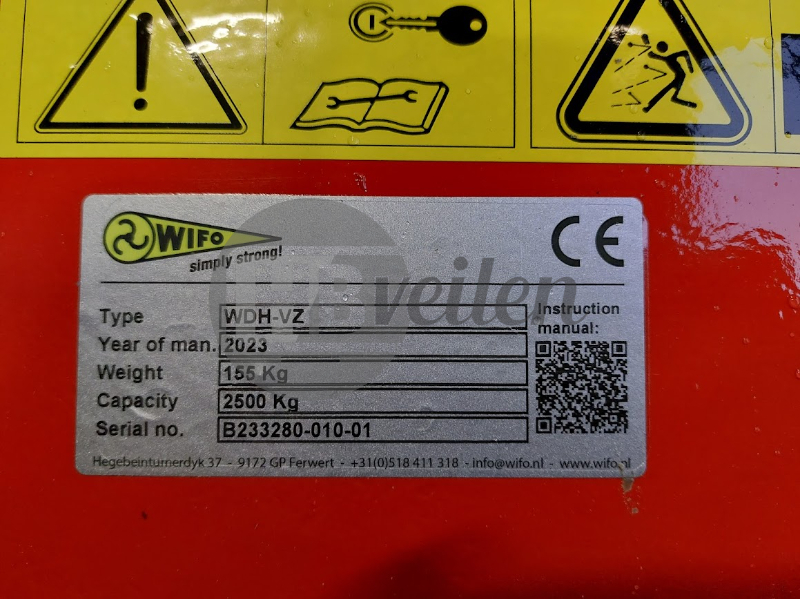 WIFO
simply strong!
CE
veilen
Instruction
manual:
Type WDH-VZ
Year of man. 2023
Weight 155 Kg
Capacity 2500 Kg
Serial no. B233280-010-01
Hegebeintumerdyk 37 - 9172 GP Ferwert - +31(0)518 411 318 - info@wifo.nl - www.wifo.nl